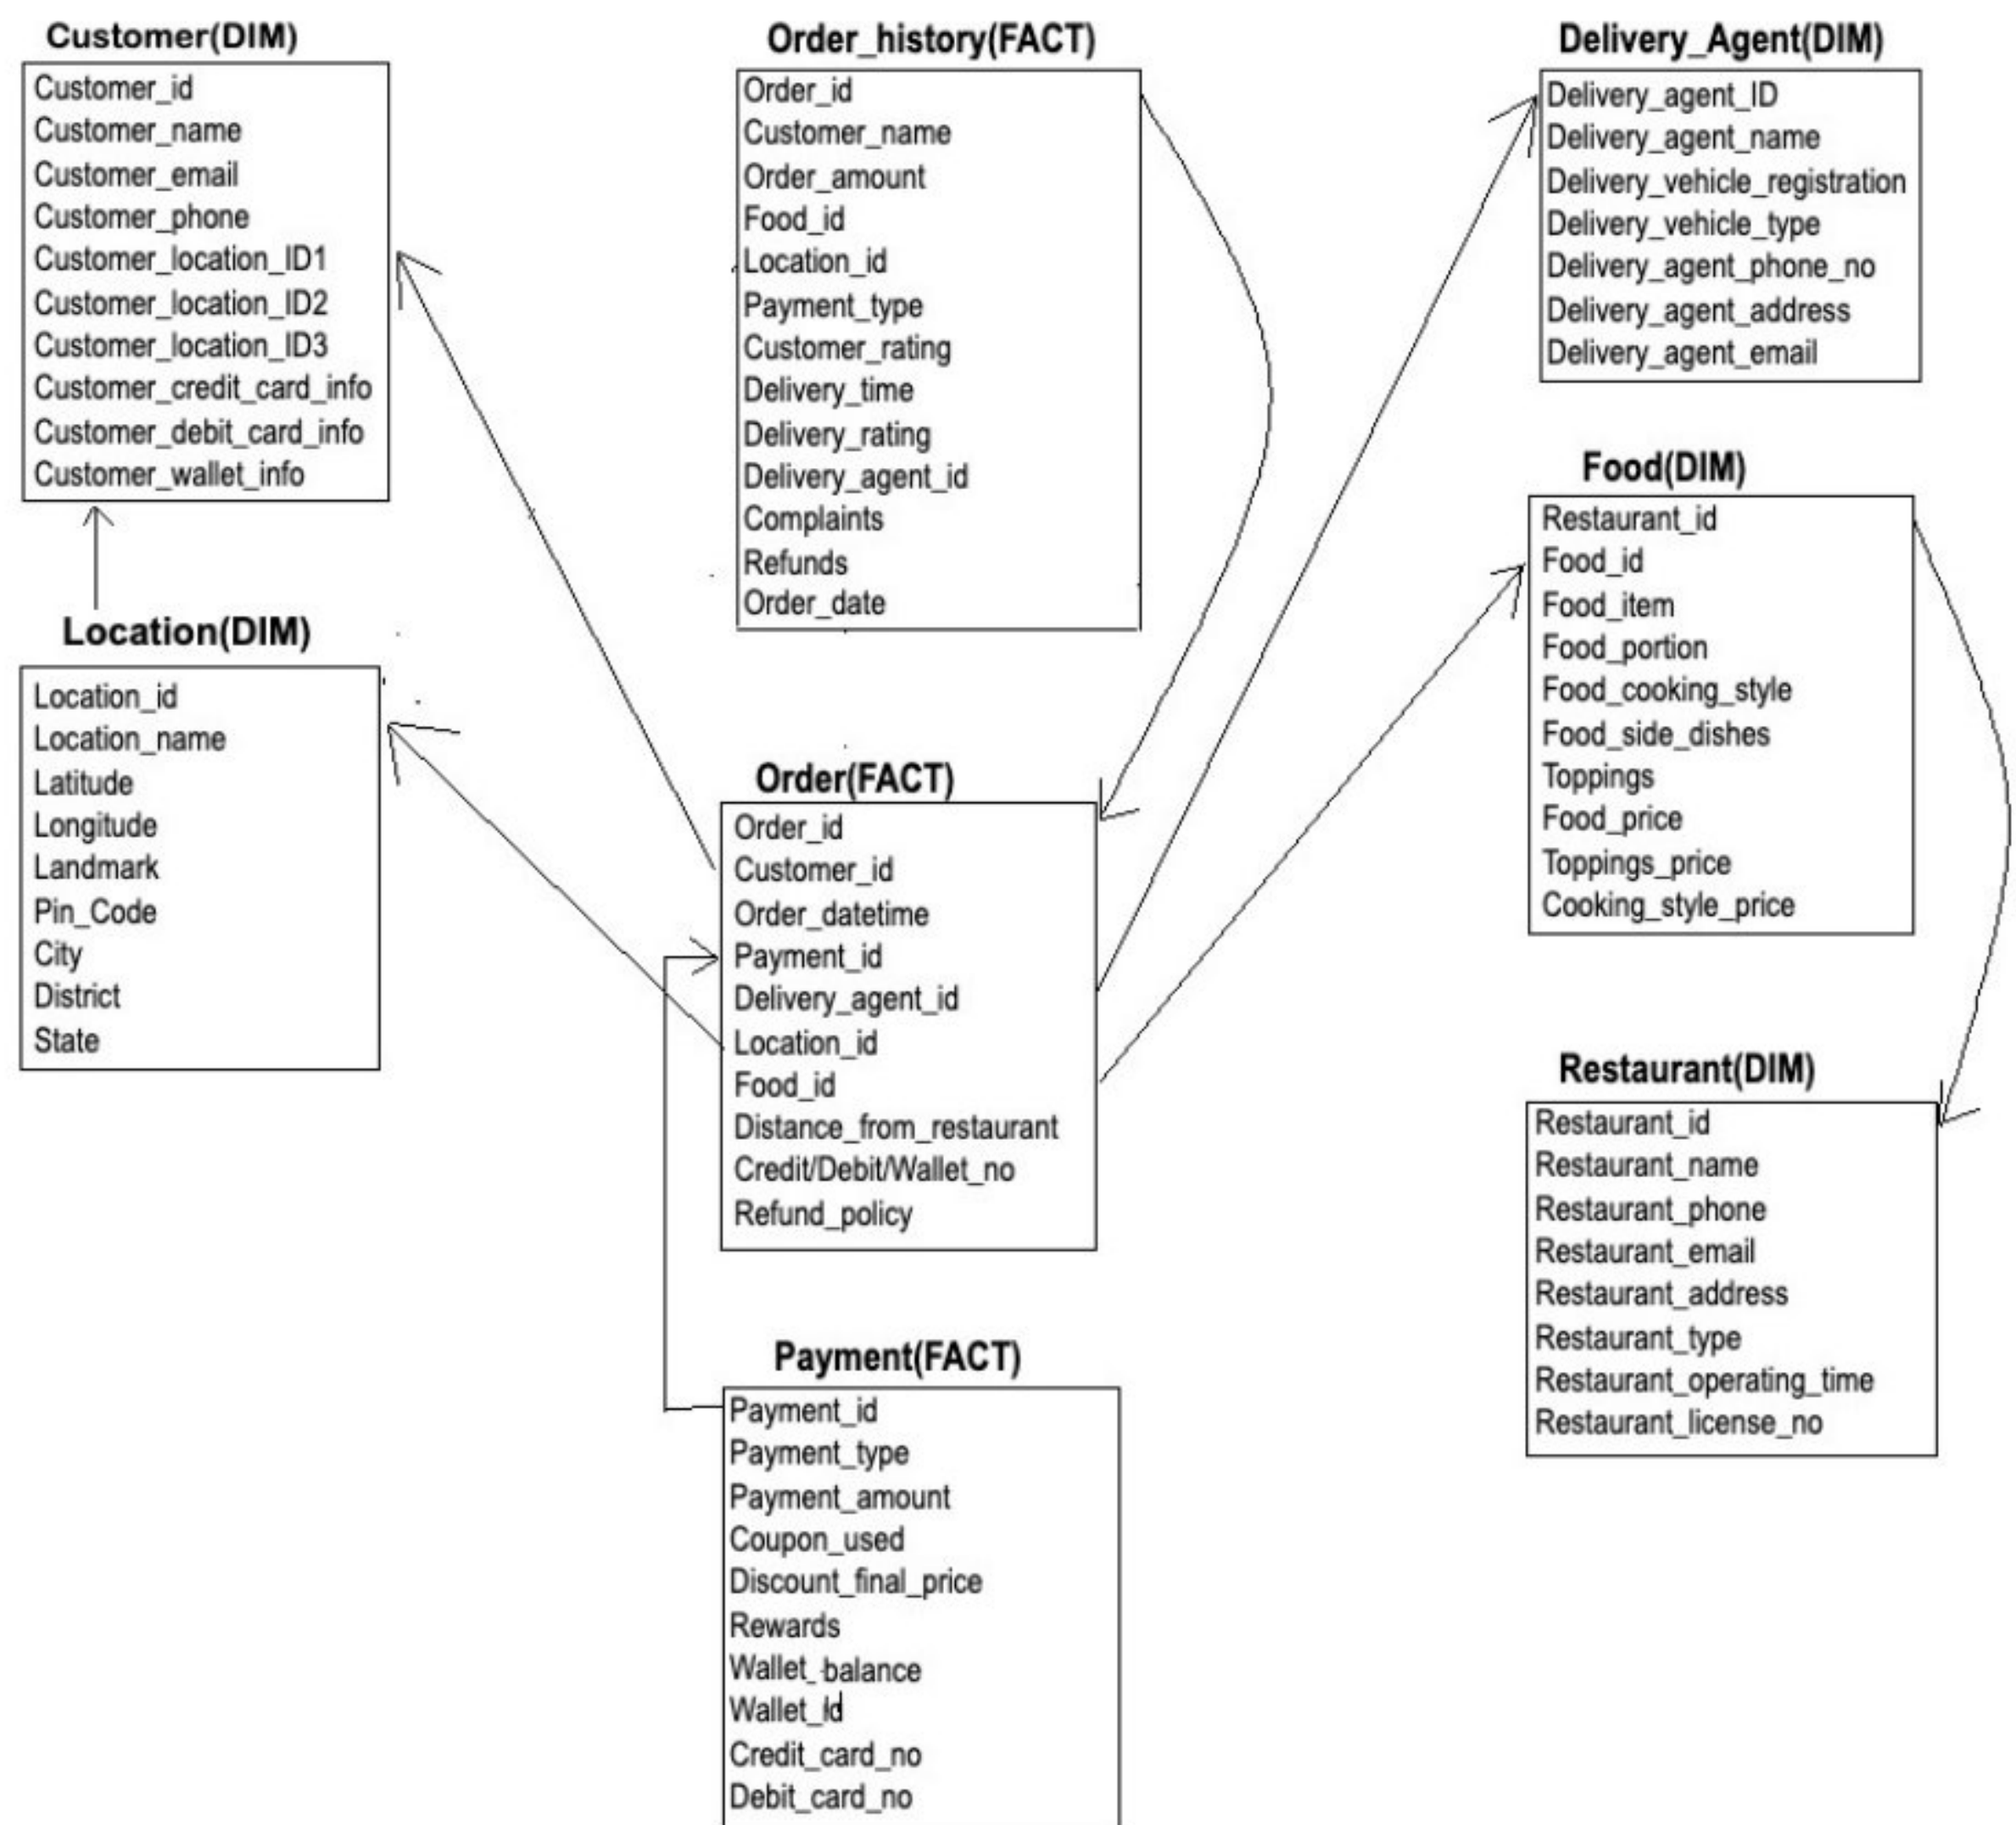 Customer(DIM)
Customer_id
Customer_name
Customer_email
Customer_phone
Customer_location_ID1
Customer_location_ID2
Customer_location_ID3
Customer_credit_card_info
Customer_debit_card_info
Customer_wallet_info
Location(DIM)
Location_id
Location_name
Latitude
Longitude
Landmark
Pin_Code
City
District
State
Order_history(FACT)
Order_id
Customer_name
Order_amount
Food_id
Location_id
Payment_type
Customer_rating
Delivery_time
Delivery_rating
Delivery_agent_id
Complaints
Refunds
Order_date
Order(FACT)
Order_id
Customer_id
Order_datetime
Payment_id
Delivery_agent_id
Location_id
Food_id
Distance_from_restaurant
Credit/Debit/Wallet_no
Refund_policy
Payment(FACT)
Payment_id
Payment_type
Payment_amount
Coupon_used
Discount_final_price
Rewards
Wallet_balance
Wallet_id
Credit_card_no
Debit_card_no
Delivery_Agent(DIM)
Delivery_agent_ID
Delivery_agent_name
Delivery_vehicle_registration
Delivery_vehicle_type
Delivery_agent_phone_no
Delivery_agent_address
Delivery_agent_email
Food(DIM)
Restaurant_id
Food_id
Food_item
Food_portion
Food_cooking_style
Food_side_dishes
Toppings
Food_price
Toppings_price
Cooking_style_price
Restaurant(DIM)
Restaurant_id
Restaurant_name
Restaurant_phone
Restaurant_email
Restaurant_address
Restaurant_type
Restaurant_operating_time
Restaurant_license_no